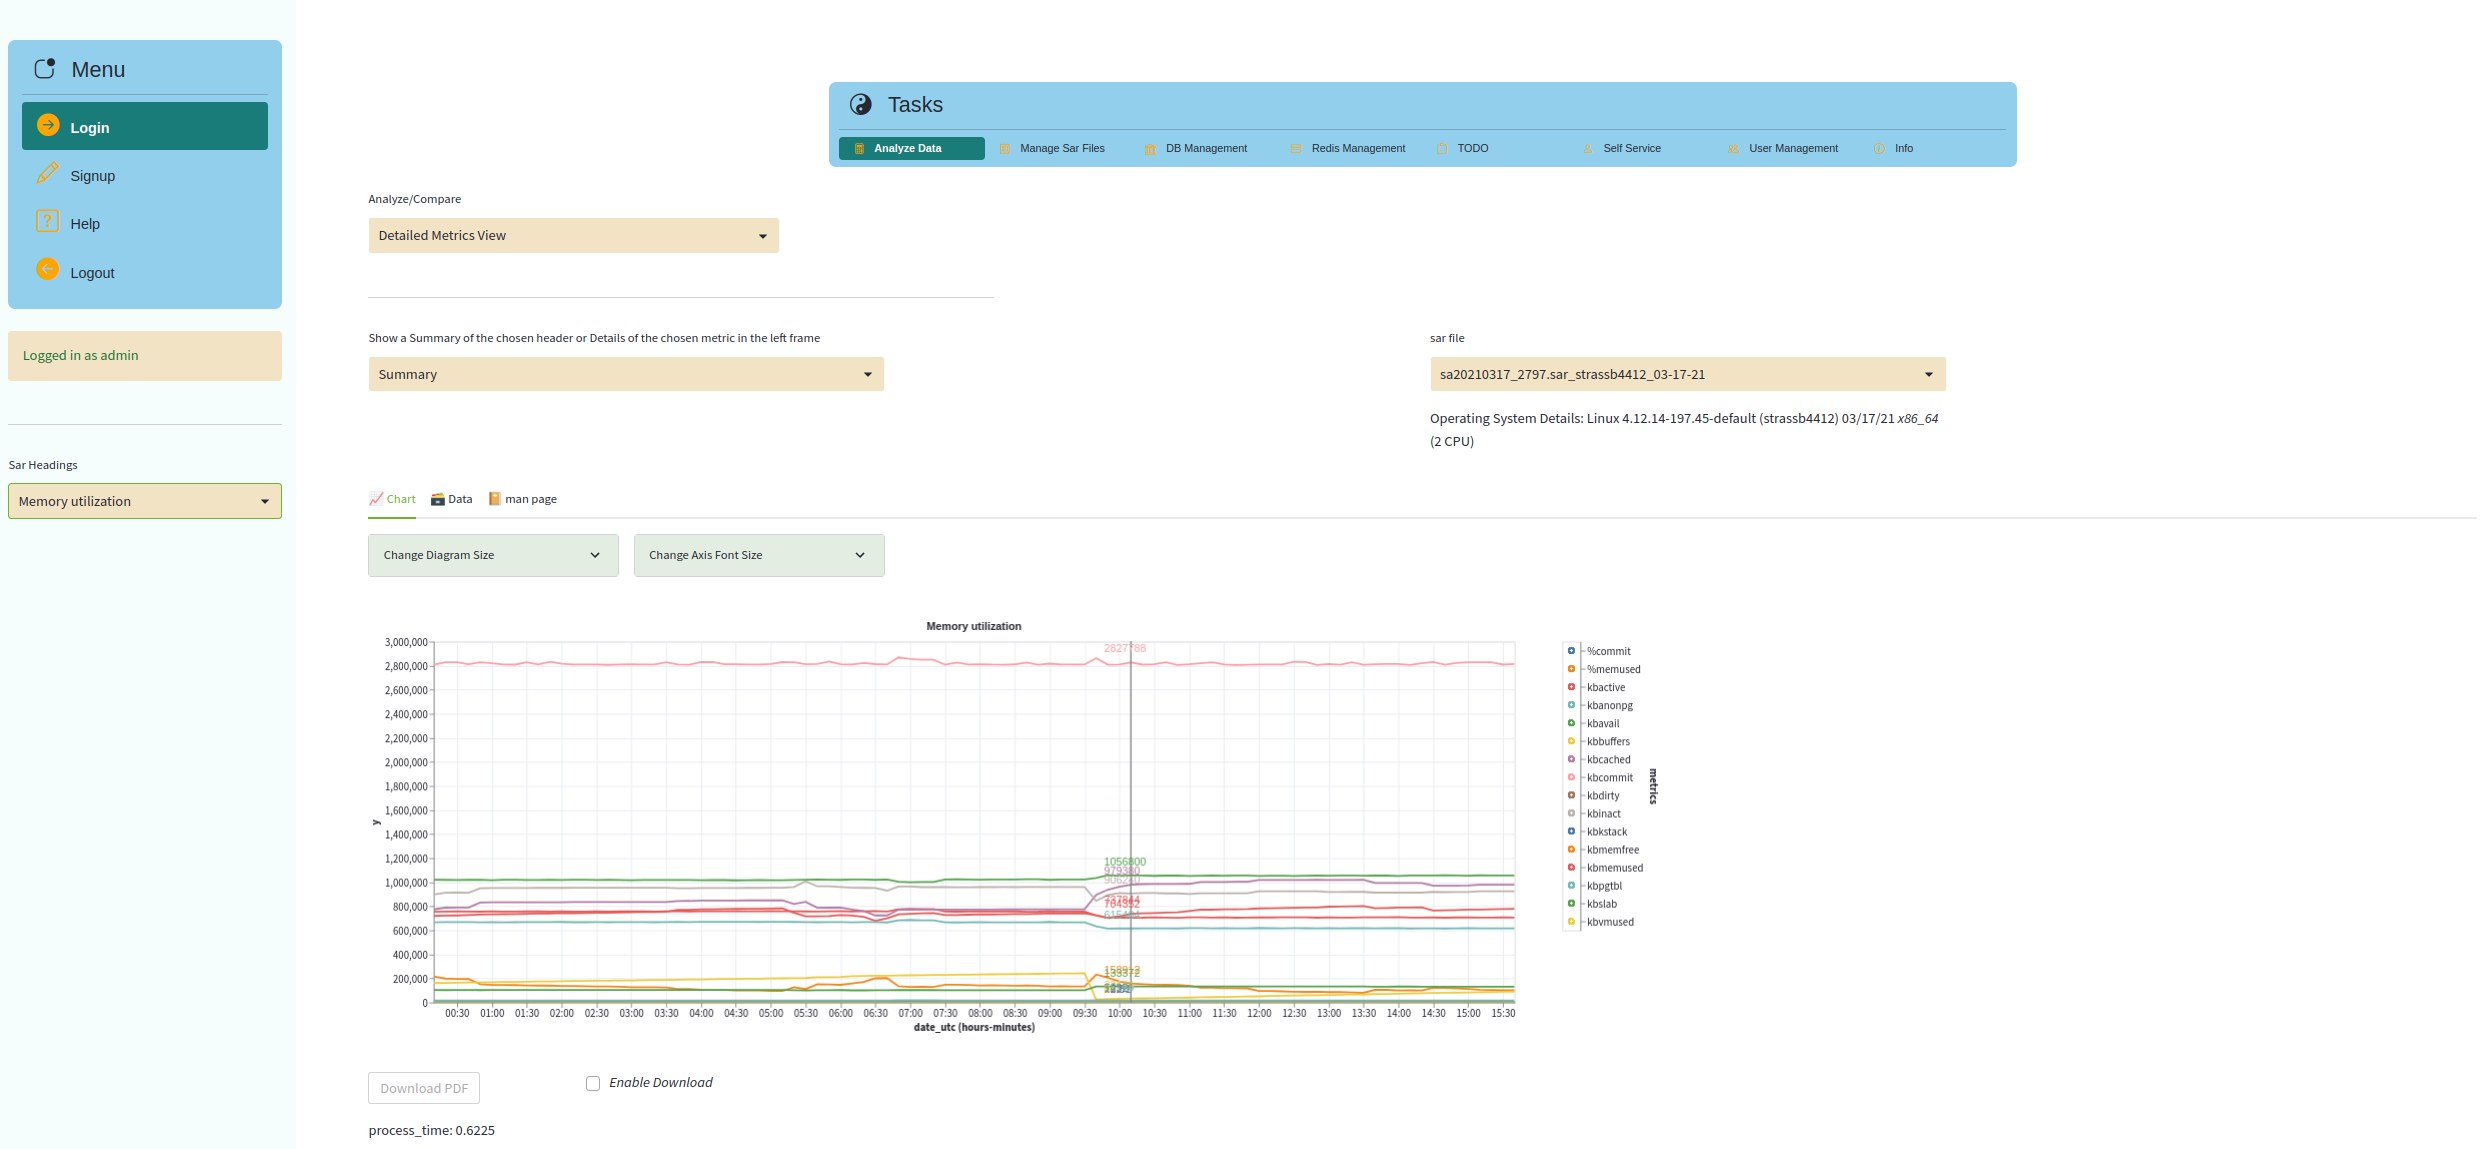 Menu
Login
Signup
Help
Logout
Logged in as admin
Sar Headings
Memory utilization
Tasks
Analyze Data
Manage Sar Files
DB Management
Redis Management
TODO
Self Service
User Management
Info
Analyze/Compare
Detailed Metrics View
Show a Summary of the chosen header or Details of the chosen metric in the left frame
Summary
sar file
sa20210317_2797.sar_strassb4412_03-17-21
Operating System Details: Linux 4.12.14-197.45-default (strassb4412) 03/17/21 x86_64
(2 CPU)
Chart Data man page
Change Diagram Size
Change Axis Font Size
Memory utilization
3,000,000
2,800,000
2,600,000
2,400,000
2,200,000
2,000,000
1,800,000
1,600,000
1,400,000
1,200,000
1,000,000
800,000
600,000
400,000
200,000
0
y
2827788
1056800
00:30 01:00 01:30 02:00 02:30 03:00 03:30 04:00 04:30 05:00 05:30 06:00 06:30 07:00 07:30 08:00 08:30 09:00 09:30 10:00 10:30 11:00 11:30 12:00 12:30 13:00 13:30 14:00 14:30 15:00 15:30
date_utc (hours-minutes)
%commit
%memused
kbactive
kbanonpg
kbavail
kbbuffers
kbcached
kbcommit
kbdirty
kbinact
kbkstack
kbmemfree
kbmemused
kbpgtbl
kbslab
kbvmused
metrics
Download PDF
Enable Download
process_time: 0.6225